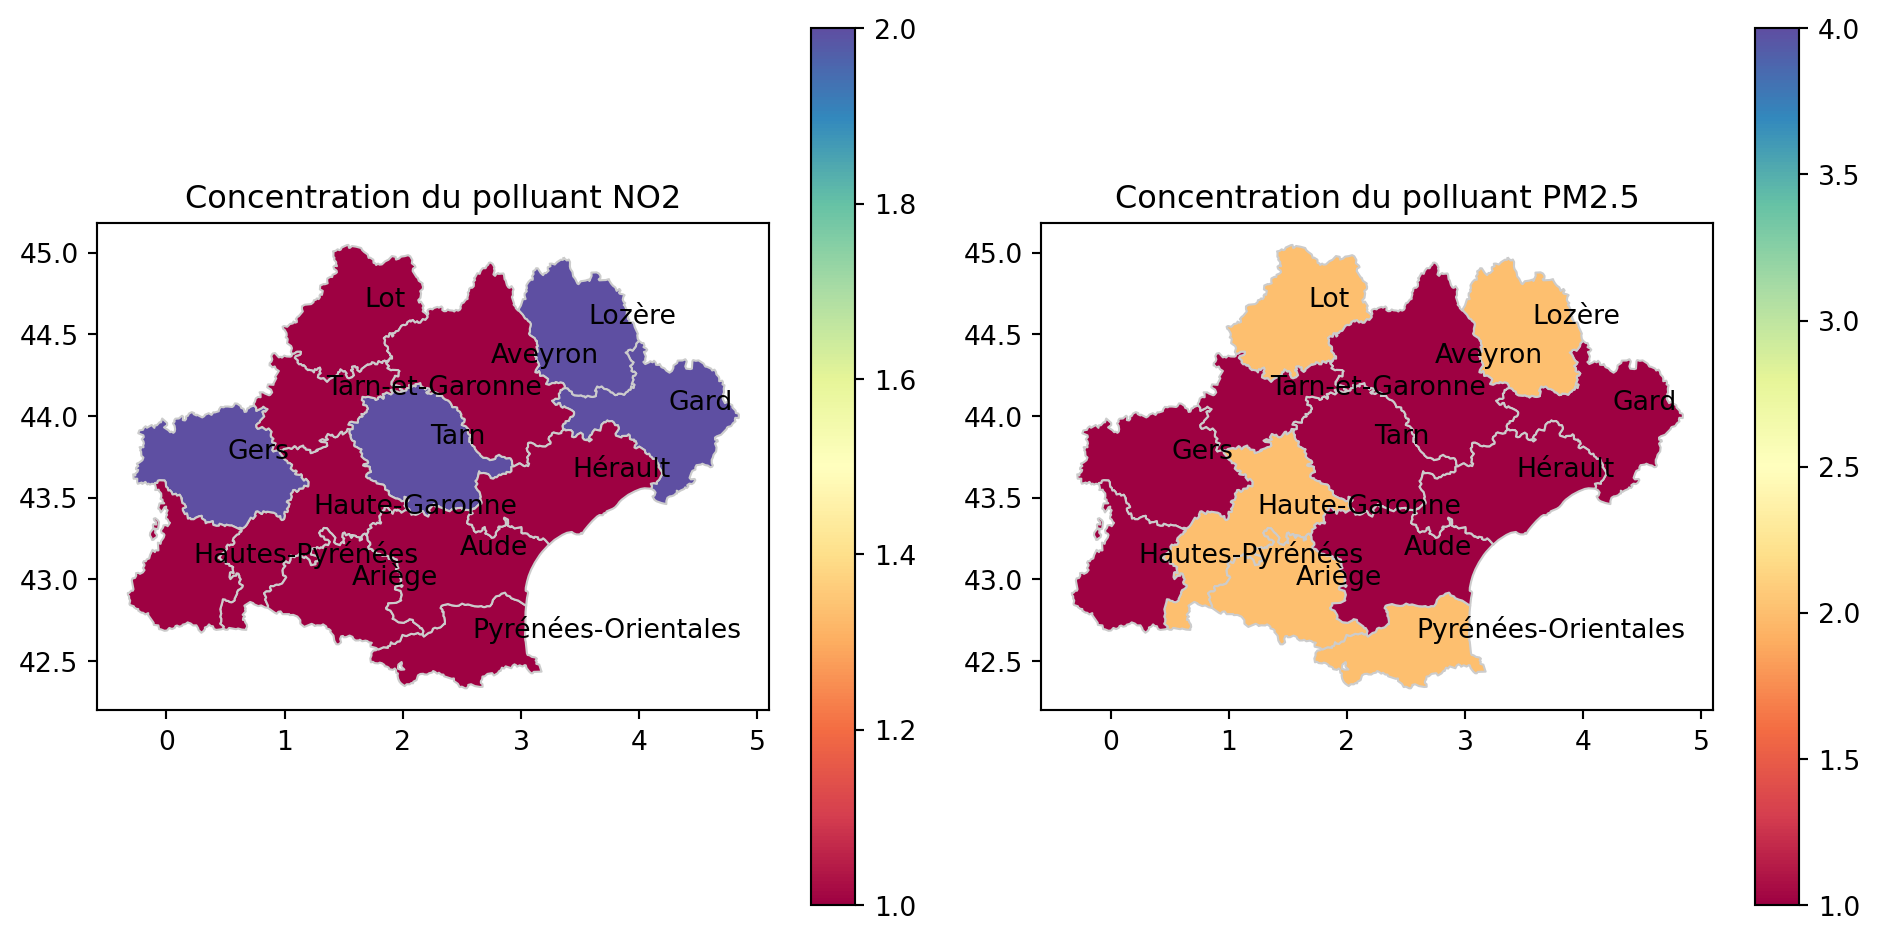 Concentration du polluant NO2
45.0
44.5
44.0
43.5
43.0
42.5
0 1 2 3 4 5
Lot
Lozère
Aveyron
Tarn-et-Garonne
Gard
Tarn
Gers
Hérault
Haute-Garonne
Aude
Hautes-Pyrénées
Ariège
Pyrénées-Orientales
2.0
1.8
1.6
1.4
1.2
1.0
Concentration du polluant PM2.5
45.0
44.5
44.0
43.5
43.0
42.5
0 1 2 3 4 5
Lot
Lozère
Aveyron
Tarn-et-Garonne
Gard
Tarn
Gers
Hérault
Haute-Garonne
Aude
Hautes-Pyrénées
Ariège
Pyrénées-Orientales
4.0
3.5
3.0
2.5
2.0
1.5
1.0